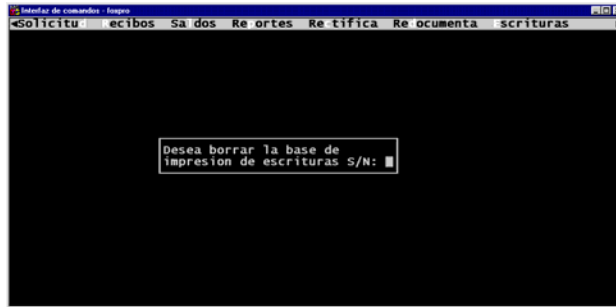 Interfaz de comandos - foxpro
◄Solicitu ecibos Sa dos Re ortes Re tifica Re ocumenta scrituras
Desea borrar la base de
impresion de escrituras S/N: